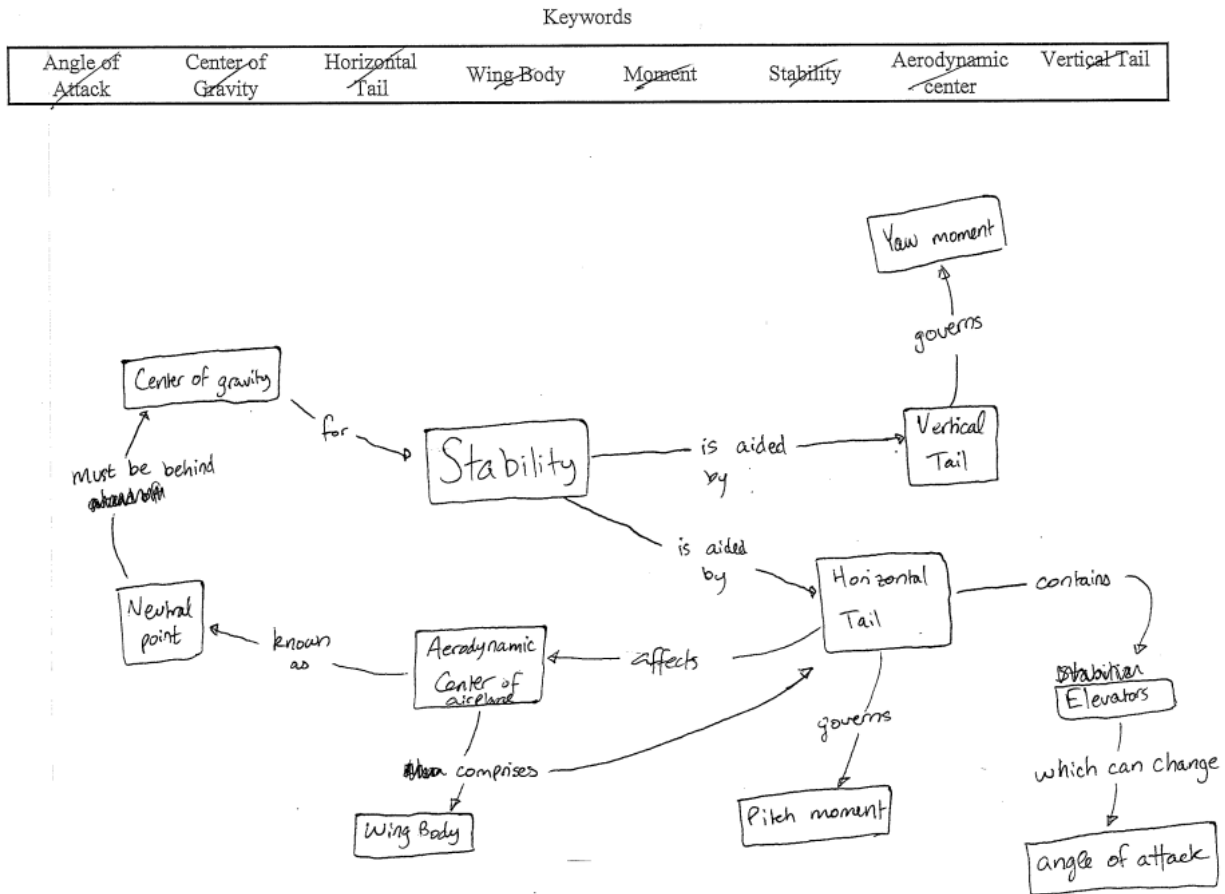 Keywords
Angle of Attack
Center of Gravity
Horizontal Tail
Wing Body
Moment
Stability
Aerodynamic center
Vertical Tail
Yaw moment
governs
Center of gravity
for
Stability
is aided
by
Vertical
Tail
must be behind
is aided
by
Horizontal
Tail
contains
Neutral
point
known
as
Aerodynamic
Center of
airplane
affects
Elevators
governs
comprises
which can change
Wing Body
Pitch moment
angle of attack